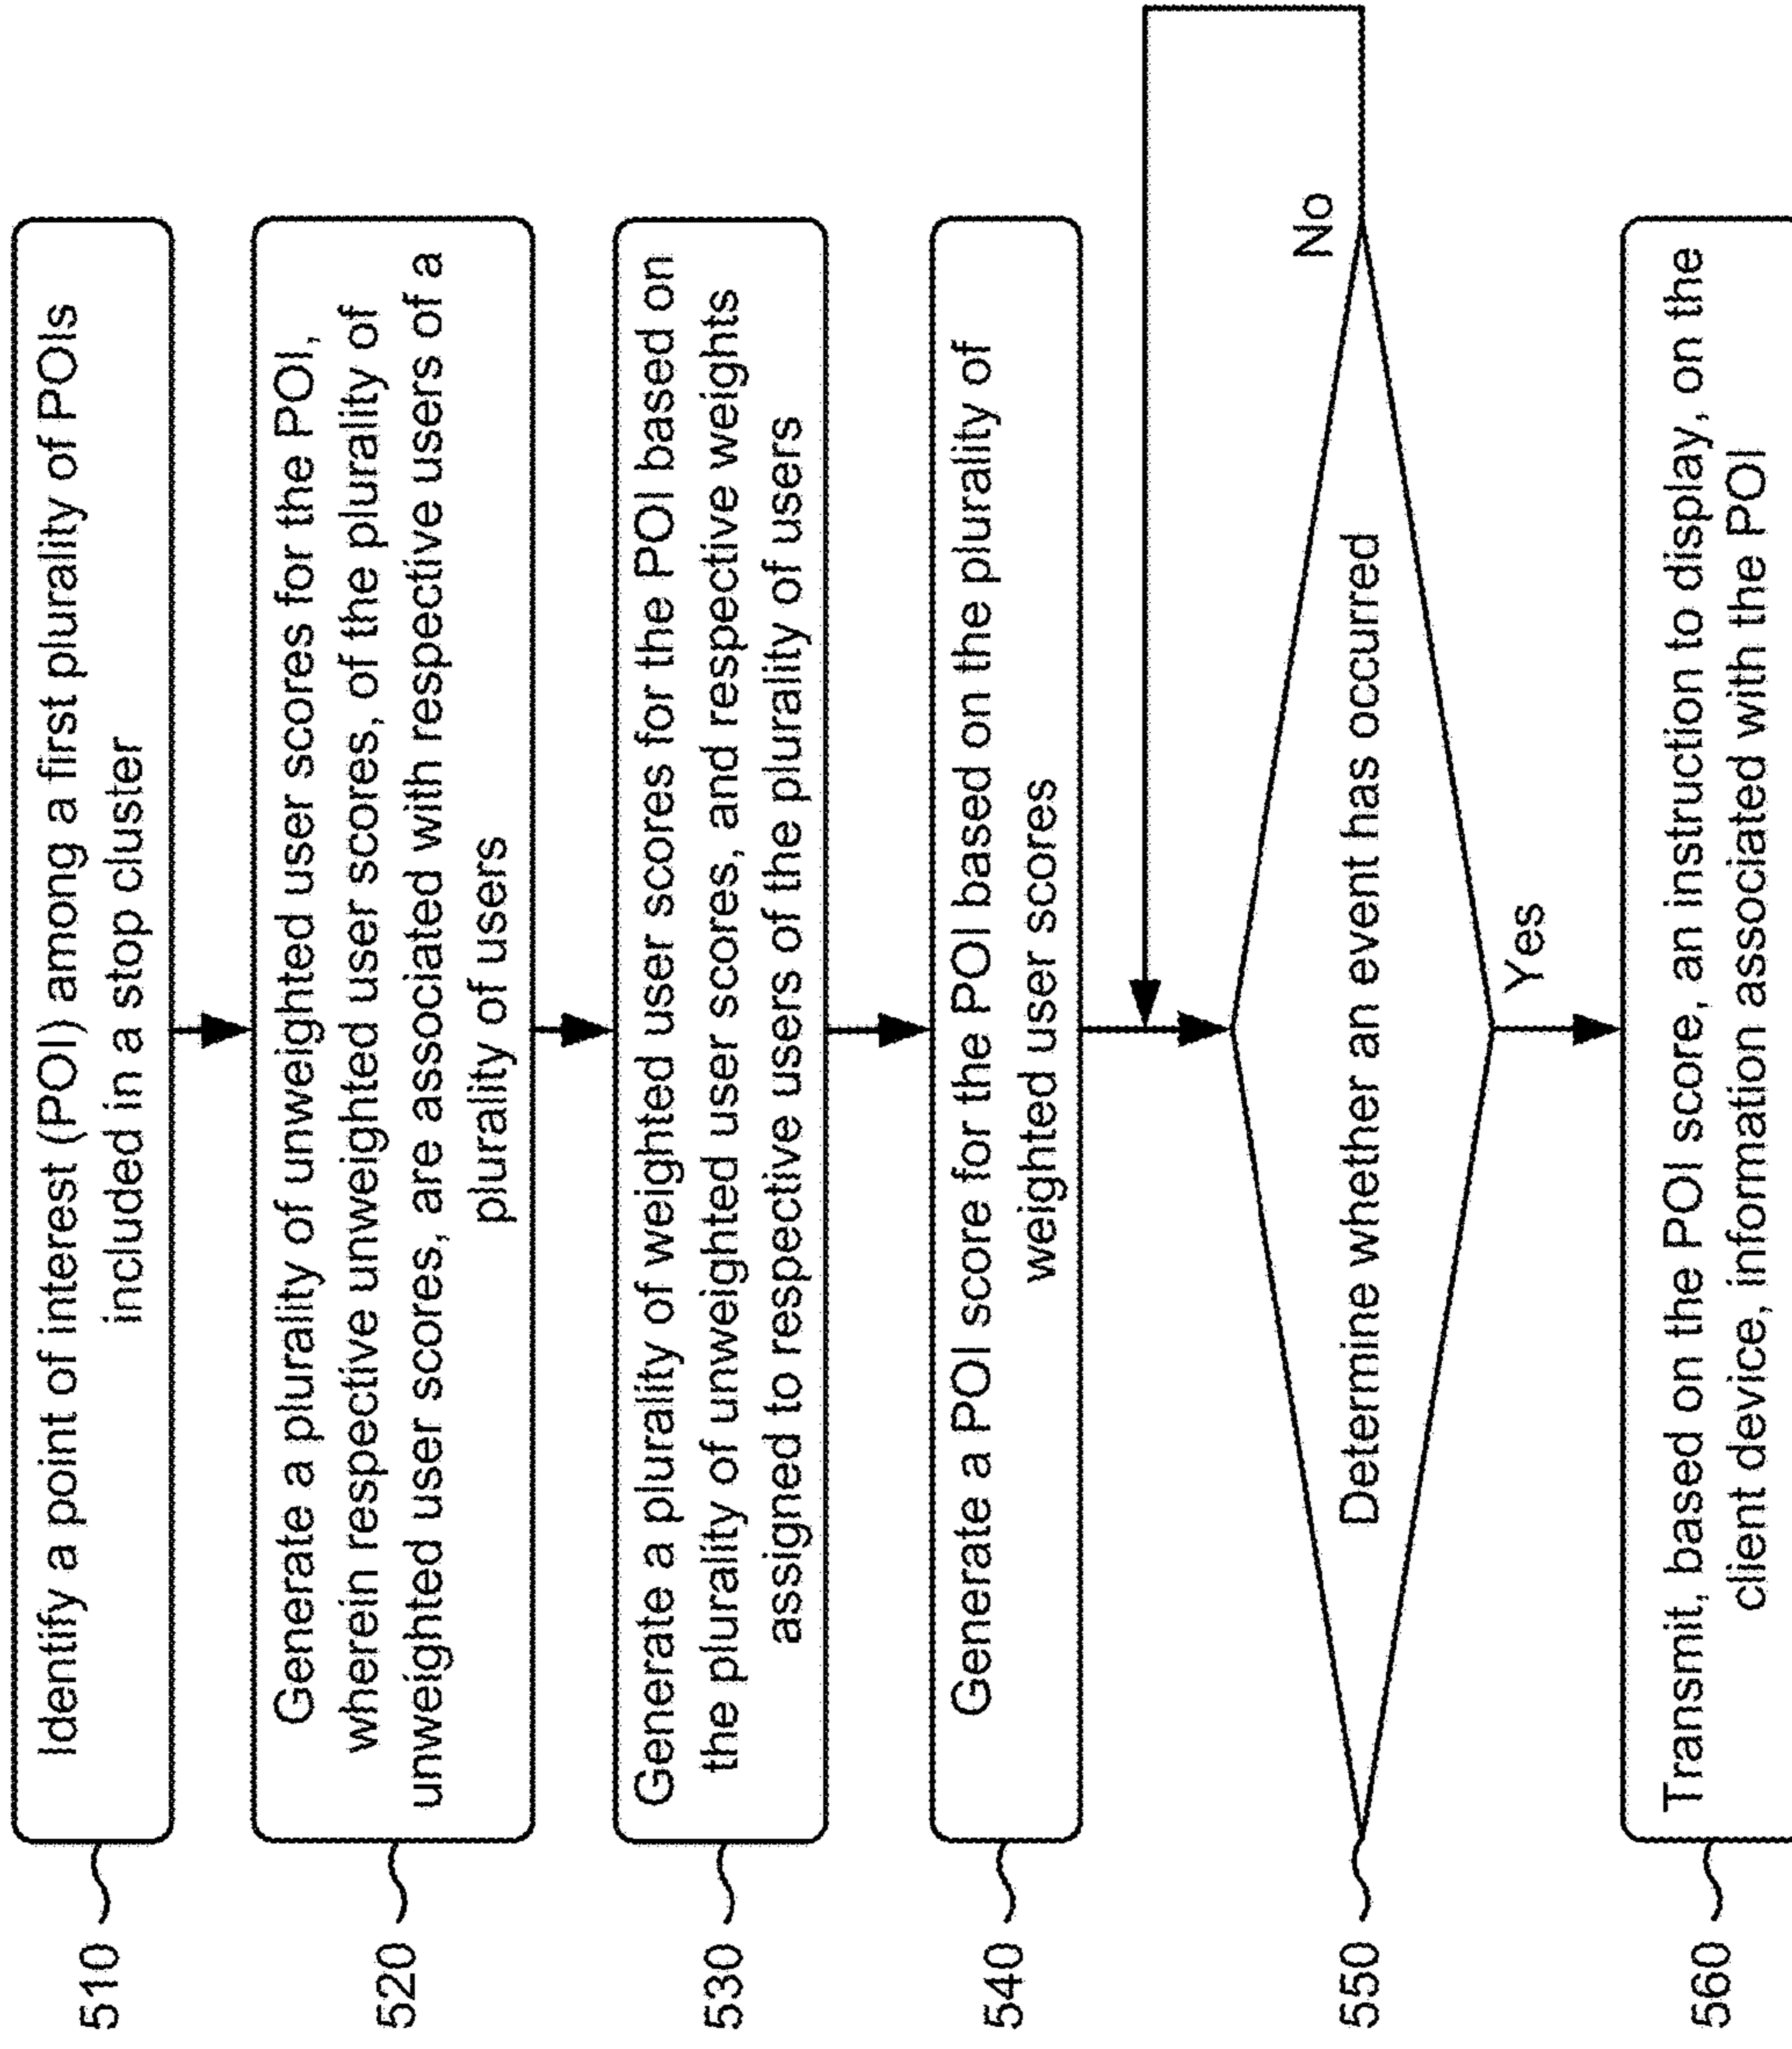 510
Identify a point of interest (POI) among a first plurality of POIs
included in a stop cluster
520
Generate a plurality of unweighted user scores for the POI,
wherein respective unweighted user scores, of the plurality of
unweighted user scores, are associated with respective users of a
plurality of users
530
Generate a plurality of weighted user scores for the POI based on
the plurality of unweighted user scores, and respective weights
assigned to respective users of the plurality of users
540
Generate a POI score for the POI based on the plurality of
weighted user scores
550
Determine whether an event has occurred
No
Yes
560
Transmit, based on the POI score, an instruction to display, on the
client device, information associated with the POI